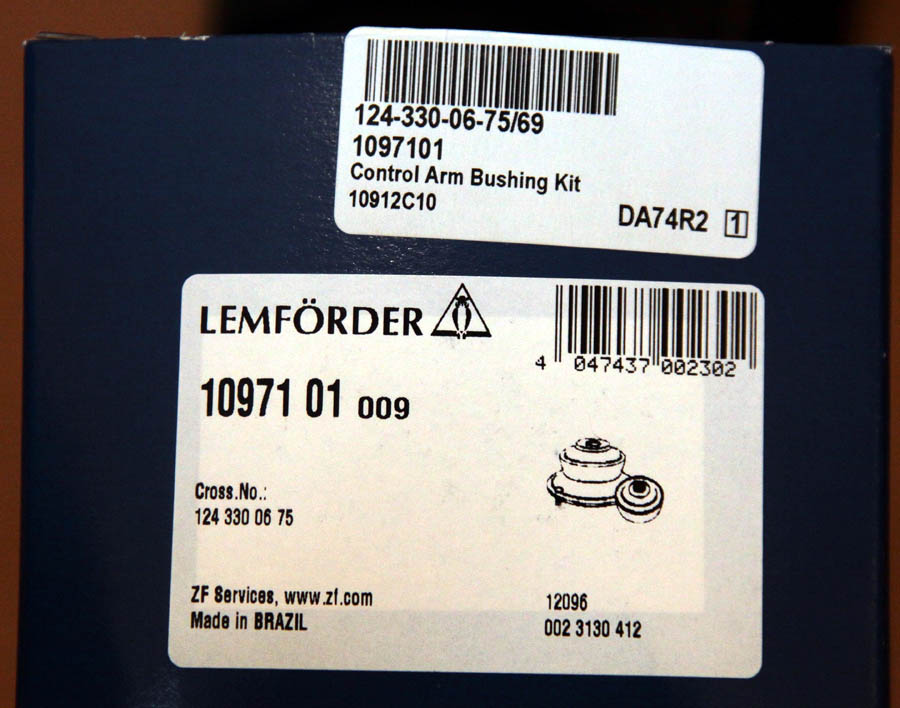 124-330-06-75/69
1097101
Control Arm Bushing Kit
10912C10
DA74R2 1
LEMFÖRDER
4 047437 002302
10971 01 009
Cross.No.:
124 330 06 75
ZF Services, www.zf.com
12096
Made in BRAZIL
002 3130 412